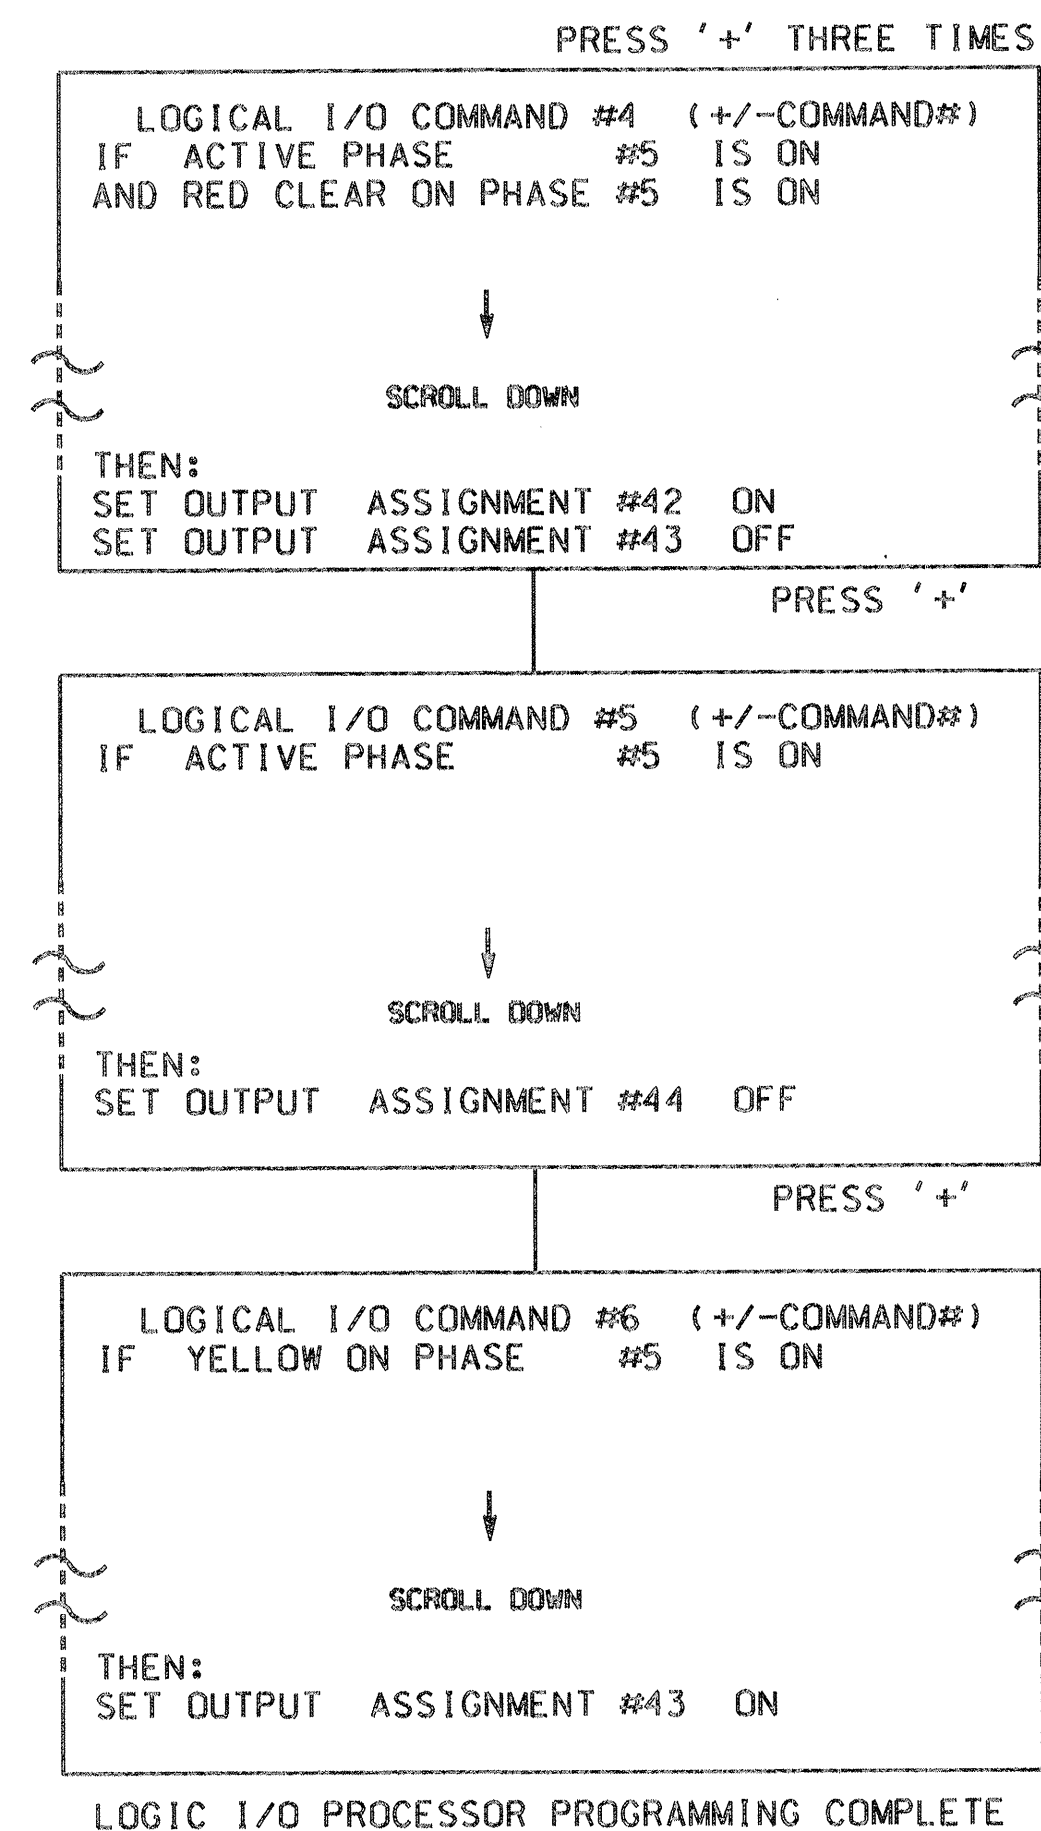 PRESS '+' THREE TIMES
LOGICAL I/O COMMAND #4 (+/-COMMAND#)
IF ACTIVE PHASE #5 IS ON
AND RED CLEAR ON PHASE #5 IS ON
SCROLL DOWN
THEN:
SET OUTPUT ASSIGNMENT #42 ON
SET OUTPUT ASSIGNMENT #43 OFF
PRESS '+'
LOGICAL I/O COMMAND #5 (+/-COMMAND#)
IF ACTIVE PHASE #5 IS ON
SCROLL DOWN
THEN:
SET OUTPUT ASSIGNMENT #44 OFF
PRESS '+'
LOGICAL I/O COMMAND #6 (+/-COMMAND#)
IF YELLOW ON PHASE #5 IS ON
SCROLL DOWN
THEN:
SET OUTPUT ASSIGNMENT #43 ON
LOGIC I/O PROCESSOR PROGRAMMING COMPLETE